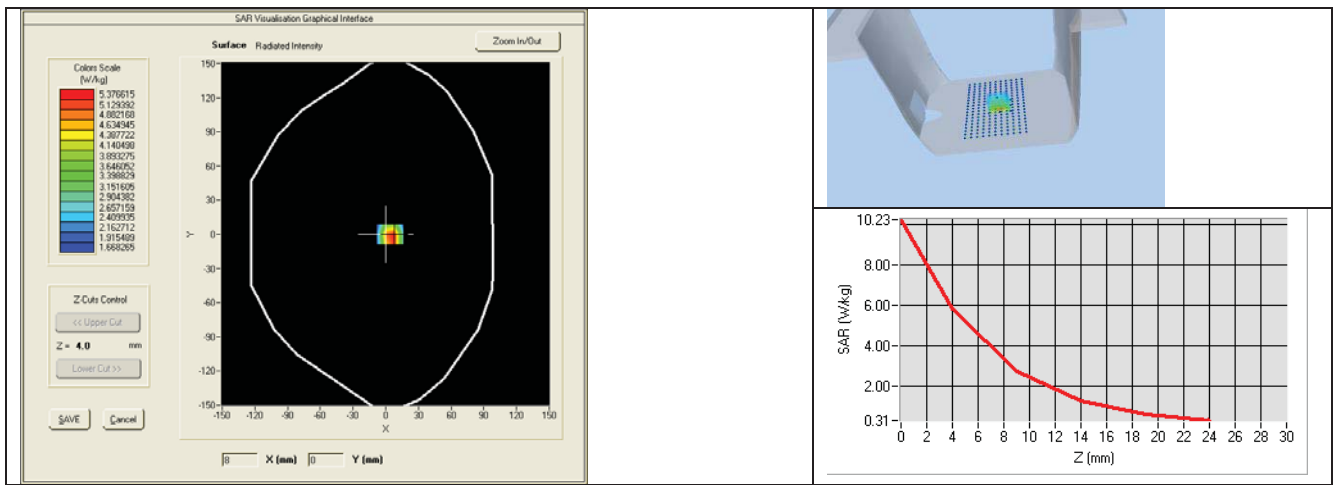 SAR Visualisation Graphical Interface
Surface Radiated Intensity
Zoom In/Out
Colors Scale
(W/kg)
5.376615
5.129392
4.882168
4.634945
4.387722
4.140498
3.893275
3.646052
3.398829
3.151605
2.904382
2.657159
2.409935
2.162712
1.915489
1.668265
Z-Cuts Control
<< Upper Cut
Z = 4.0 mm
Lower Cut >>
SAVE Cancel
150-
120-
90-
60-
30-
0-
-30-
-60-
-90-
-120-
-150-
Y
-150 -120 -90 -60 -30 0 30 60 90 120 150
X
8 X (mm) 0 Y (mm)
10.23-
8.00-
6.00-
4.00-
2.00-
0.31-
SAR (W/kg)
0 2 4 6 8 10 12 14 16 18 20 22 24 26 28 30
Z (mm)